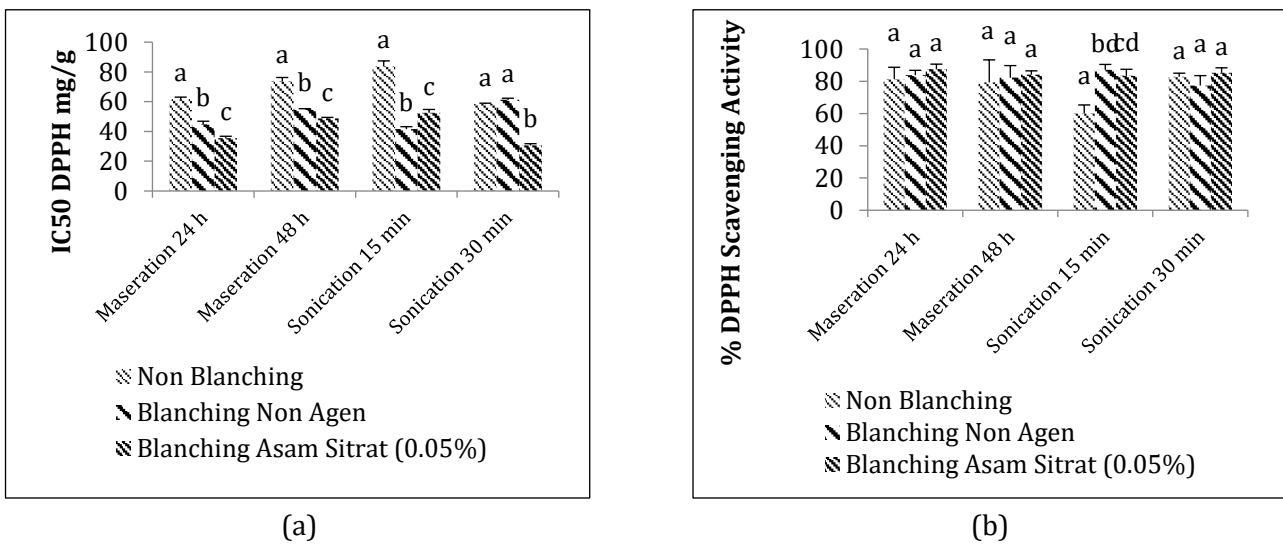 IC50 DPPH mg/g
100
80
60
40
20
0
a
b
c
a
b
c
a
b
c
a
a
b
Maseration 24 h
Maseration 48 h
Sonication 15 min
Sonication 30 min
Non Blanching
Blanching Non Agen
Blanching Asam Sitrat (0.05%)
(a)
% DPPH Scavenging Activity
100
80
60
40
20
0
a
a
a
a
a
a
a
bd
cd
a
a
a
Maseration 24 h
Maseration 48 h
Sonication 15 min
Sonication 30 min
Non Blanching
Blanching Non Agen
Blanching Asam Sitrat (0.05%)
(b)